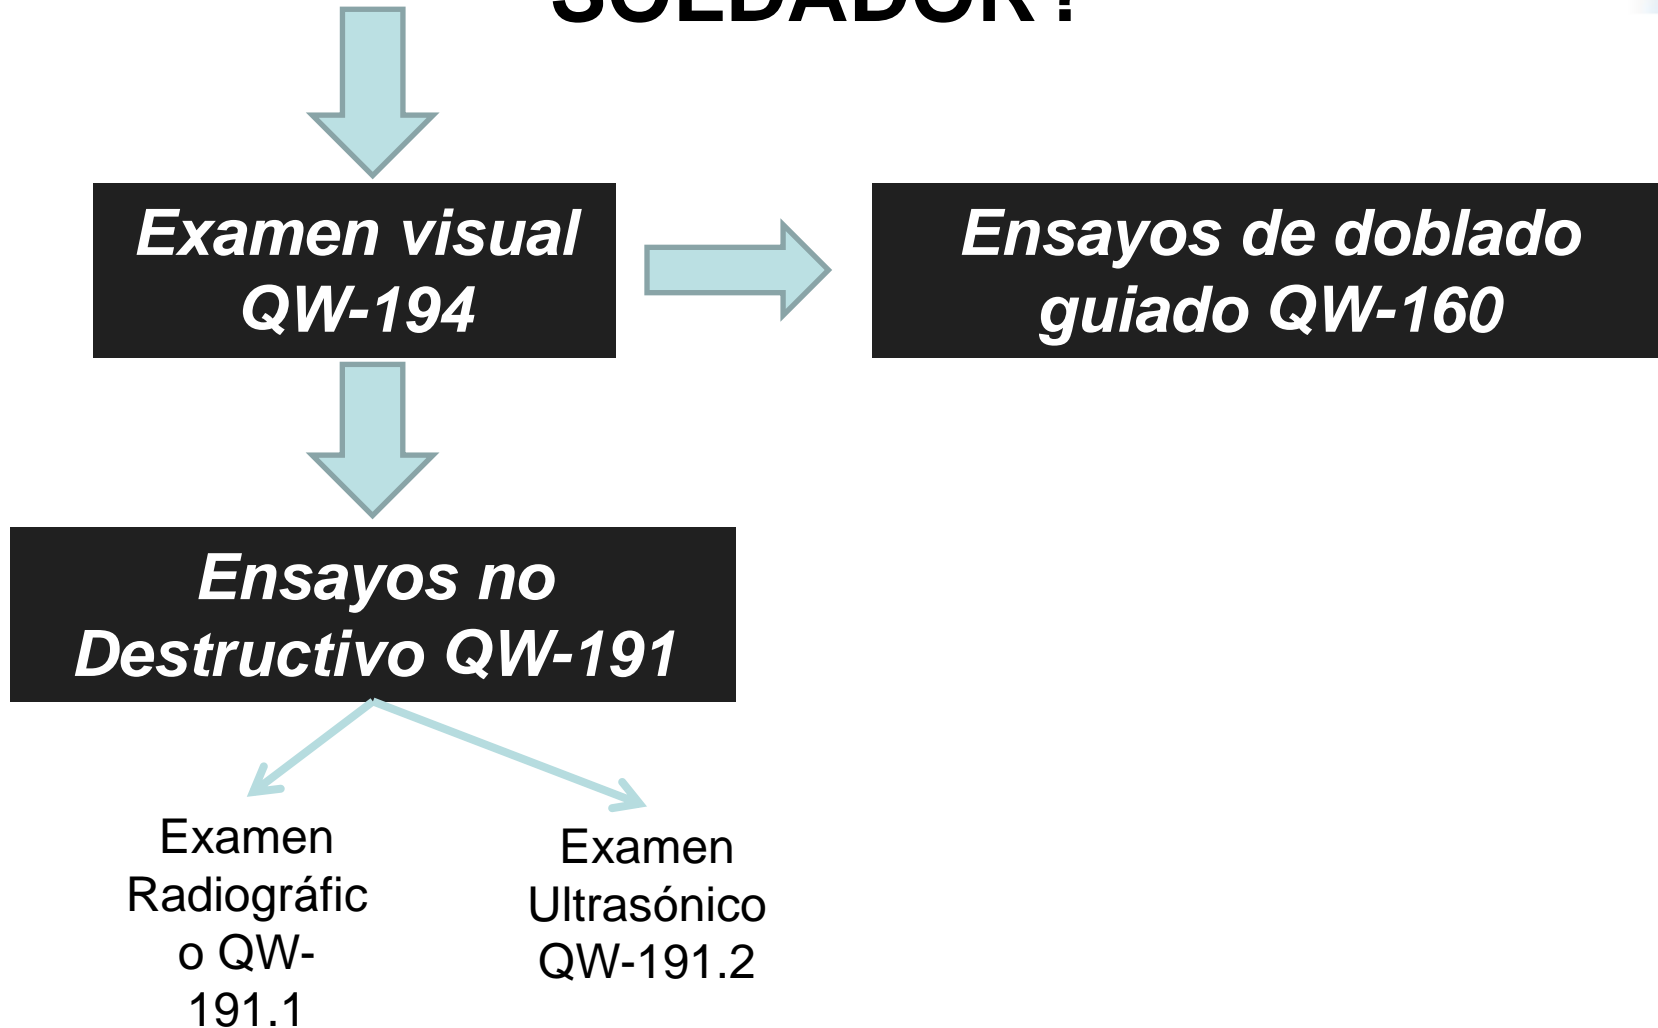 SOLDADOR?
Examen visual
QW-194
Ensayos de doblado
guiado QW-160
Ensayos no
Destructivo QW-191
Examen
Radiográfic
o QW-
191.1
Examen
Ultrasónico
QW-191.2